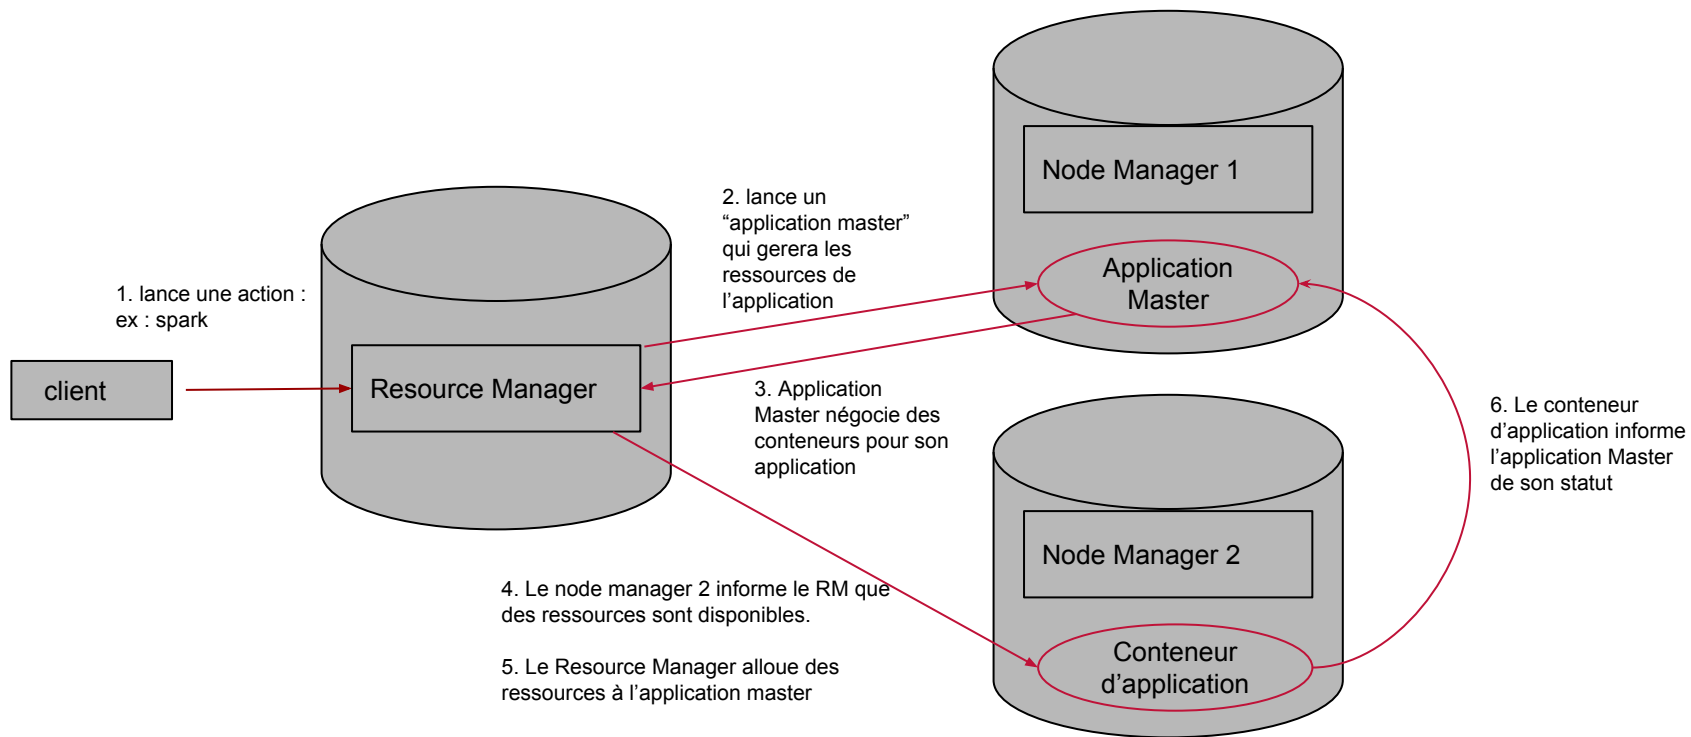 1. lance une action :
ex : spark
client
Resource Manager
2. lance un
“application master”
qui gerera les
ressources de
l’application
Node Manager 1
Application
Master
3. Application
Master négocie des
conteneurs pour son
application
4. Le node manager 2 informe le RM que
des ressources sont disponibles.
5. Le Resource Manager alloue des
ressources à l’application master
Node Manager 2
Conteneur
d’application
6. Le conteneur
d’application informe
l’application Master
de son statut